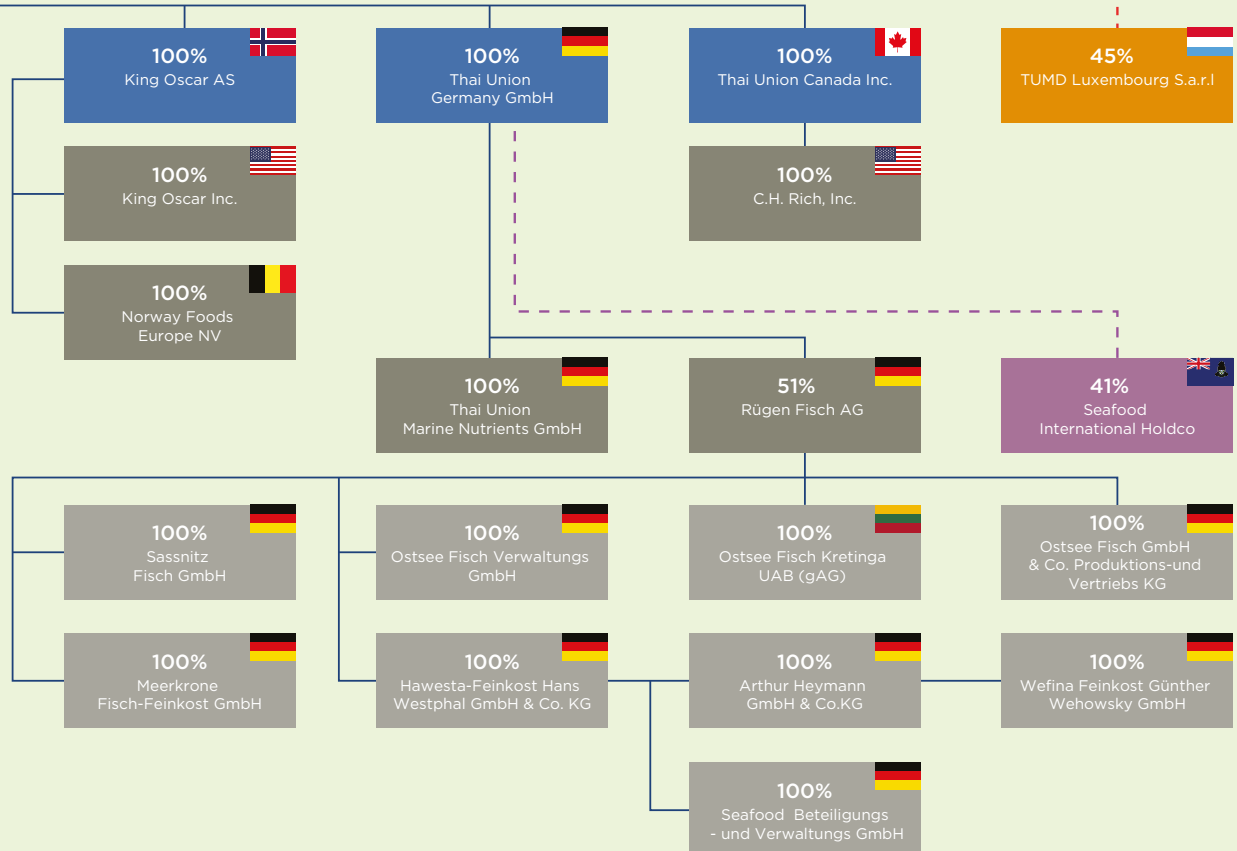 100%
King Oscar AS
100%
Thai Union
Germany GmbH
100%
Thai Union Canada Inc.
45%
TUMD Luxembourg S.a.r.l
100%
King Oscar Inc.
100%
C.H. Rich, Inc.
100%
Norway Foods
Europe NV
100%
Thai Union
Marine Nutrients GmbH
51%
Rügen Fisch AG
41%
Seafood
International Holdco
100%
Sassnitz
Fisch GmbH
100%
Ostsee Fisch Verwaltungs
GmbH
100%
Ostsee Fisch Kretinga
UAB (gAG)
100%
Ostsee Fisch GmbH
& Co. Produktions-und
Vertriebs KG
100%
Meerkrone
Fisch-Feinkost GmbH
100%
Hawesta-Feinkost Hans
Westphal GmbH & Co. KG
100%
Arthur Heymann
GmbH & Co.KG
100%
Wefina Feinkost Günther
Wehowsky GmbH
100%
Seafood Beteiligungs
- und Verwaltungs GmbH